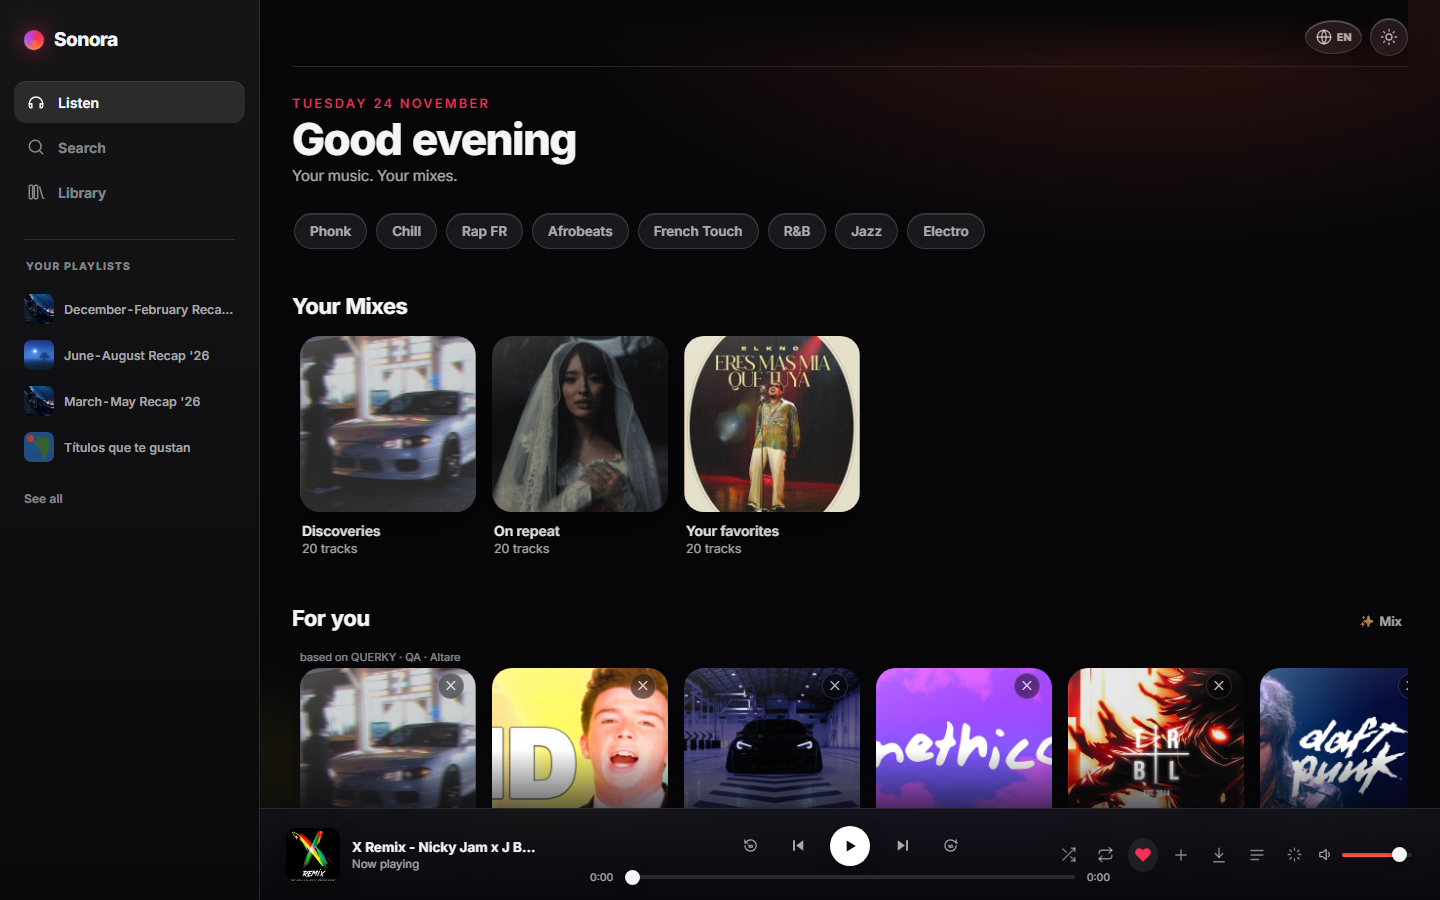 Sonora
EN
Listen
Search
Library
YOUR PLAYLISTS
December-February Reca...
June-August Recap '26
March-May Recap '26
Títulos que te gustan
See all
TUESDAY 24 NOVEMBER
Good evening
Your music. Your mixes.
Phonk
Chill
Rap FR
Afrobeats
French Touch
R&B
Jazz
Electro
Your Mixes
ELKNO
ERES MAS MIA
QUE TUYA
Discoveries
20 tracks
On repeat
20 tracks
Your favorites
20 tracks
For you
✨ Mix
based on QUERKY · QA · Altare
ID
nethica
T R
B L
daft
punk
X
REMIX
X Remix - Nicky Jam x J B...
Now playing
0:00
0:00